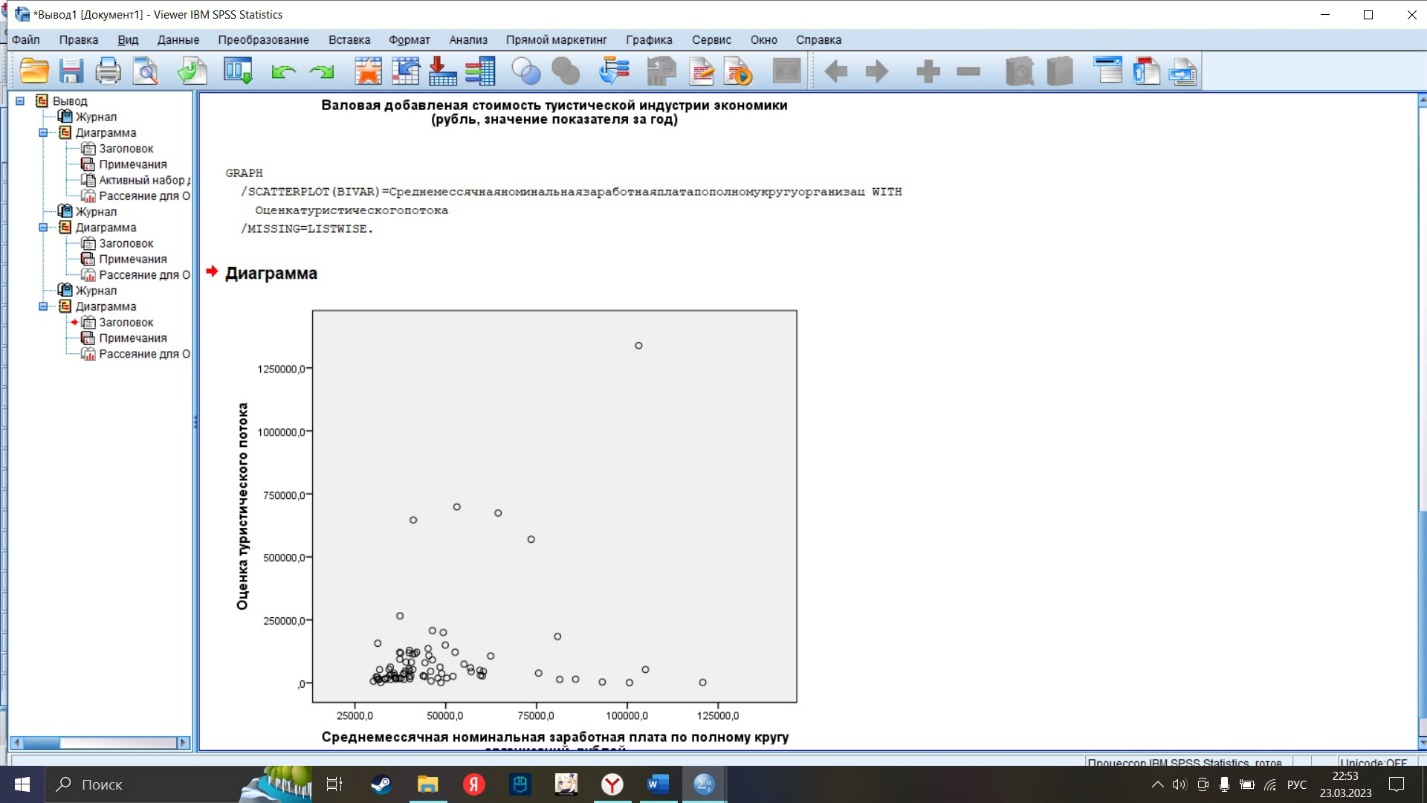 *Вывод1 [Документ1] - Viewer IBM SPSS Statistics
Файл Правка Вид Данные Преобразование Вставка Формат Анализ Прямой маркетинг Графика Сервис Окно Справка
Вывод
Журнал
Диаграмма
Заголовок
Примечания
Активный набор д
Рассеяние для О
Журнал
Диаграмма
Заголовок
Примечания
Рассеяние для О
Журнал
Диаграмма
Заголовок
Примечания
Рассеяние для О
Валовая добавленая стоимость туистической индустрии экономики
(рубль, значение показателя за год)
GRAPH
/SCATTERPLOT(BIVAR)=Среднемессячнаяноминальнаязаработнаяплатапополномукругуорганизац WITH
Оценкатуристическогопотока
/MISSING=LISTWISE.
Диаграмма
Оценка туристического потока
1250000,0
1000000,0
750000,0
500000,0
250000,0
,0
25000,0 50000,0 75000,0 100000,0 125000,0
Среднемессячная номинальная заработная плата по полному кругу
организаций, рублей
Процессор IBM SPSS Statistics готов Unicode:OFF
Поиск
РУС
22:53
23.03.2023